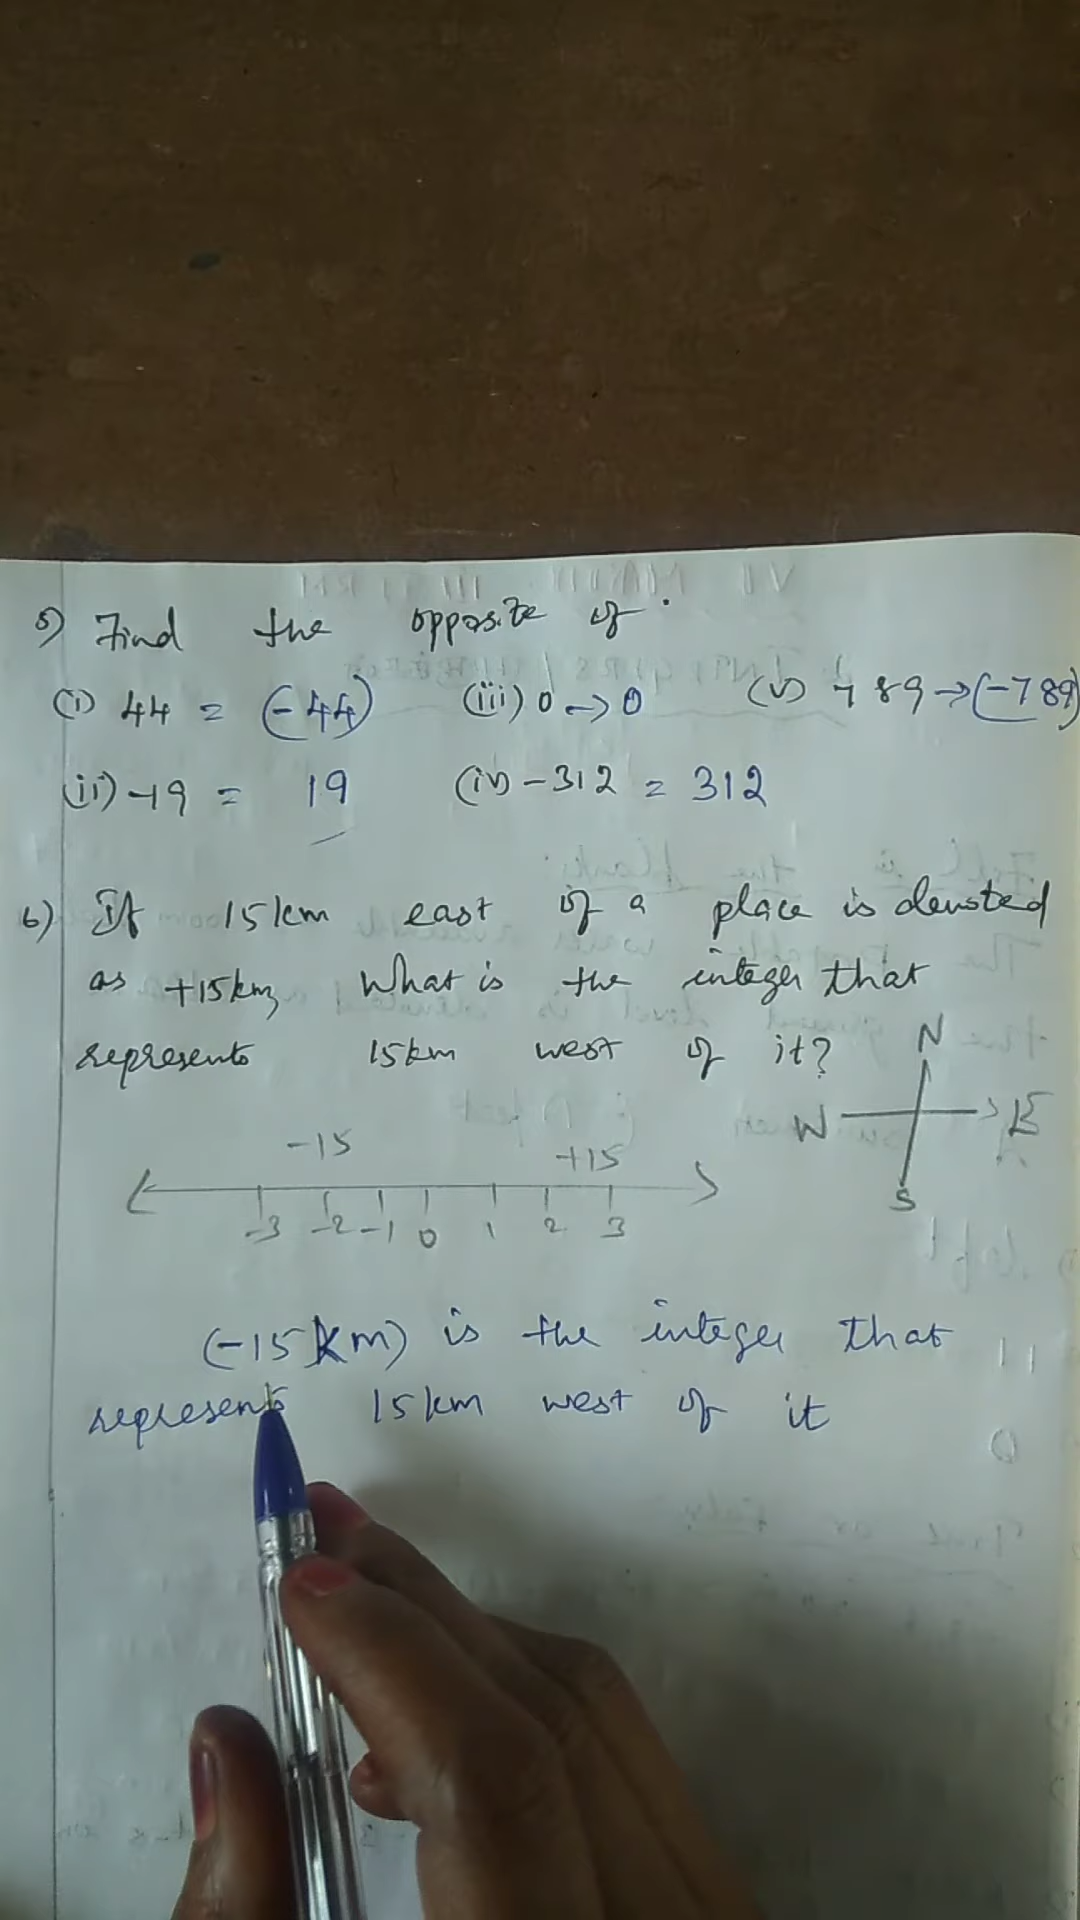 5) Find the opposite of.
(i) 44 = (-44) (iii) 0 → 0 (v) 789 → (-789)
(ii) -19 = 19 (iv) -312 = 312
6) If 15km east of a place is denoted
as +15km, What is the integer that
represents 15km west of it?
N
W E
S
-15 +15
-3 -2 -1 0 1 2 3
(-15km) is the integer that
represents 15km west of it